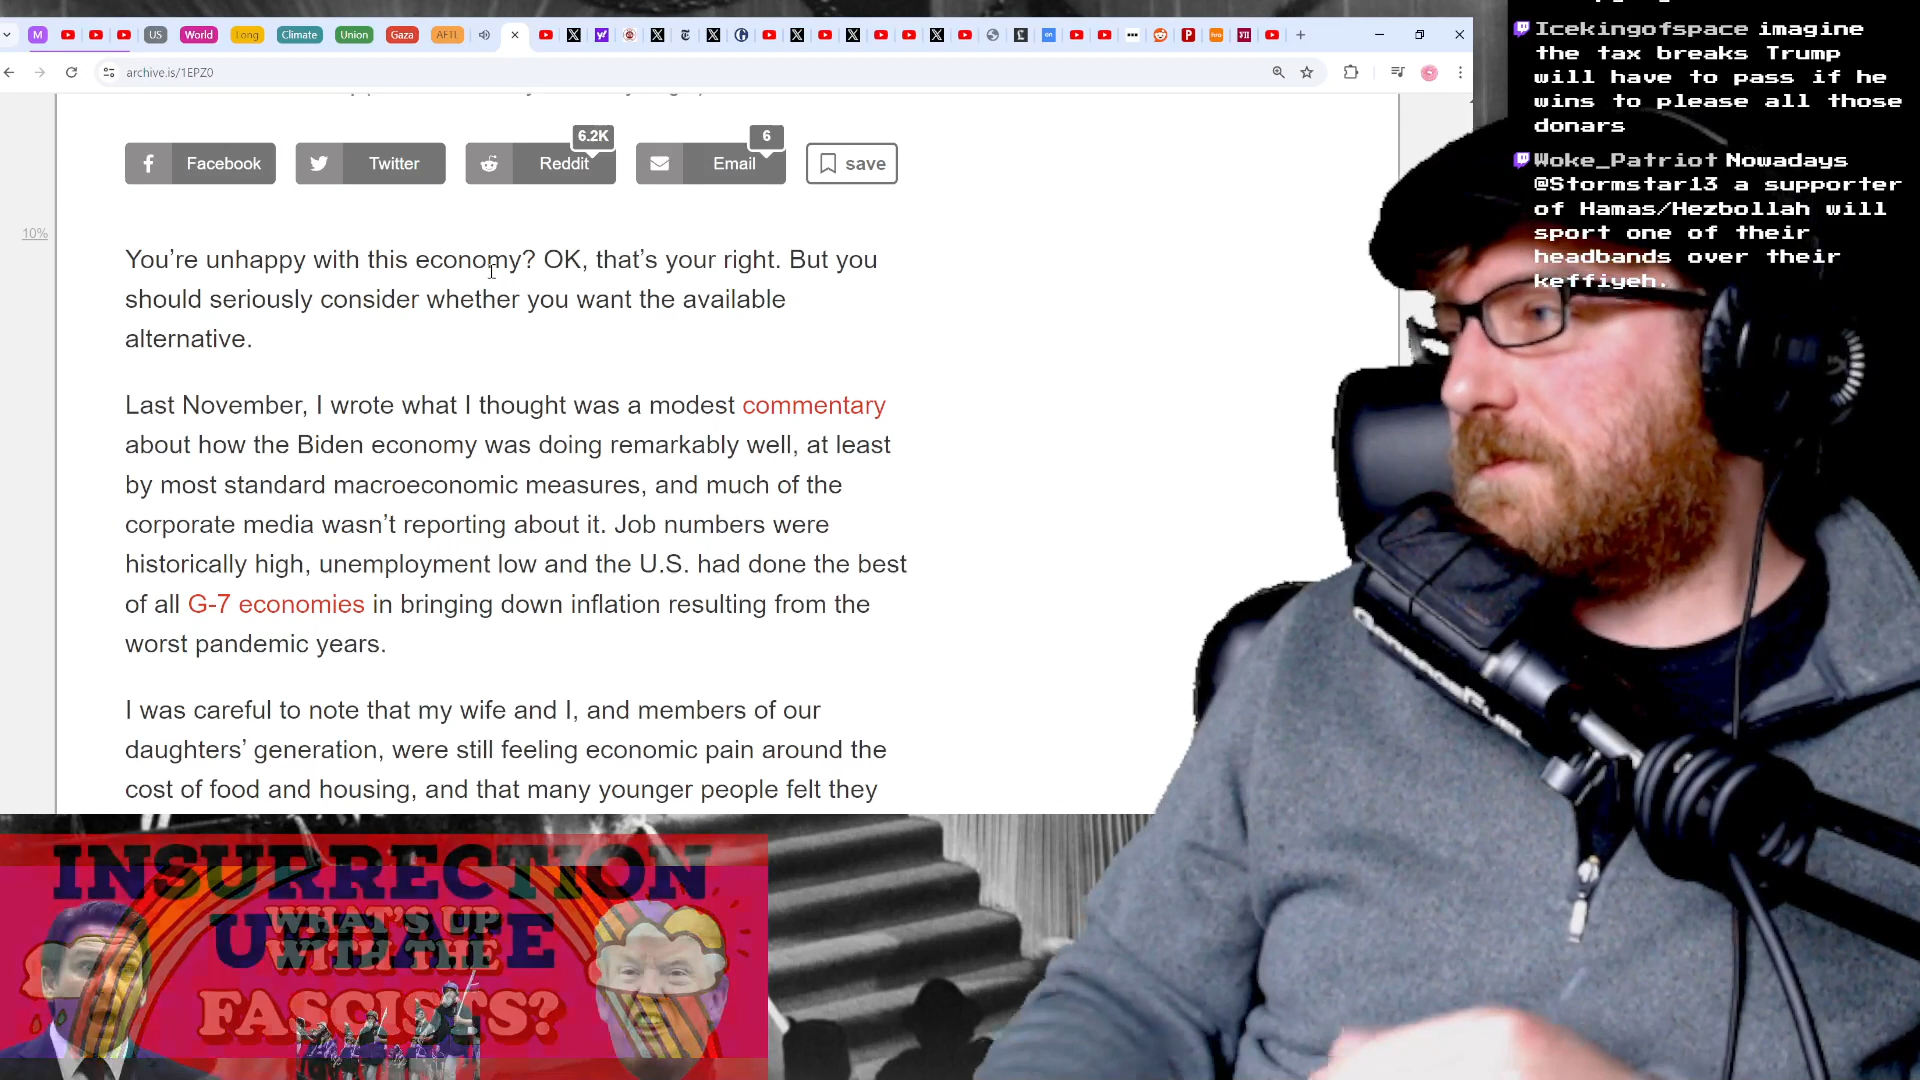 M
US
World
Long
Climate
Union
Gaza
AFTL
archive.is/1EPZ0
Facebook
Twitter
6.2K
Reddit
6
Email
save
10%
You're unhappy with this economy? OK, that's your right. But you
should seriously consider whether you want the available
alternative.
Last November, I wrote what I thought was a modest commentary
about how the Biden economy was doing remarkably well, at least
by most standard macroeconomic measures, and much of the
corporate media wasn't reporting about it. Job numbers were
historically high, unemployment low and the U.S. had done the best
of all G-7 economies in bringing down inflation resulting from the
worst pandemic years.
I was careful to note that my wife and I, and members of our
daughters' generation, were still feeling economic pain around the
cost of food and housing, and that many younger people felt they
Icekingofspace imagine
the tax breaks Trump
will have to pass if he
wins to please all those
donars
Woke_Patriot Nowadays
@Stormstar13 a supporter
of Hamas/Hezbollah will
sport one of their
headbands over their
keffiyeh.
INSURRECTION
UPDATE
WHAT'S UP
WITH THE
FASCISTS?